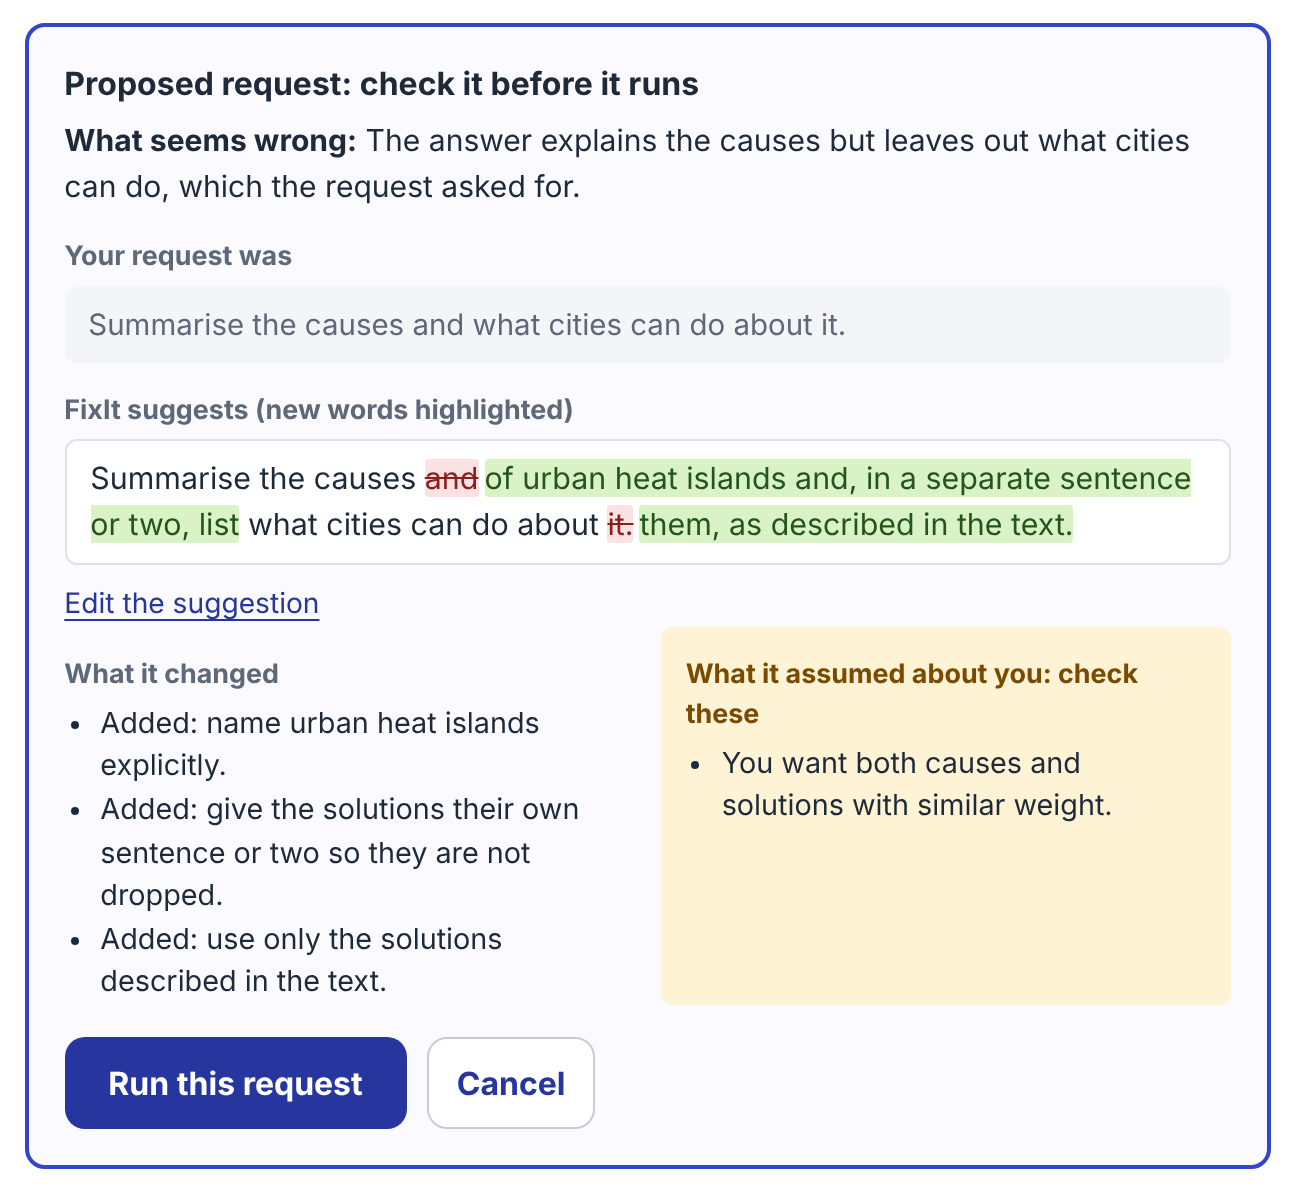 Proposed request: check it before it runs
What seems wrong: The answer explains the causes but leaves out what cities
can do, which the request asked for.
Your request was
Summarise the causes and what cities can do about it.
FixIt suggests (new words highlighted)
Summarise the causes and of urban heat islands and, in a separate sentence
or two, list what cities can do about it. them, as described in the text.
Edit the suggestion
What it changed
• Added: name urban heat islands
explicitly.
• Added: give the solutions their own
sentence or two so they are not
dropped.
• Added: use only the solutions
described in the text.
What it assumed about you: check
these
• You want both causes and
solutions with similar weight.
Run this request
Cancel